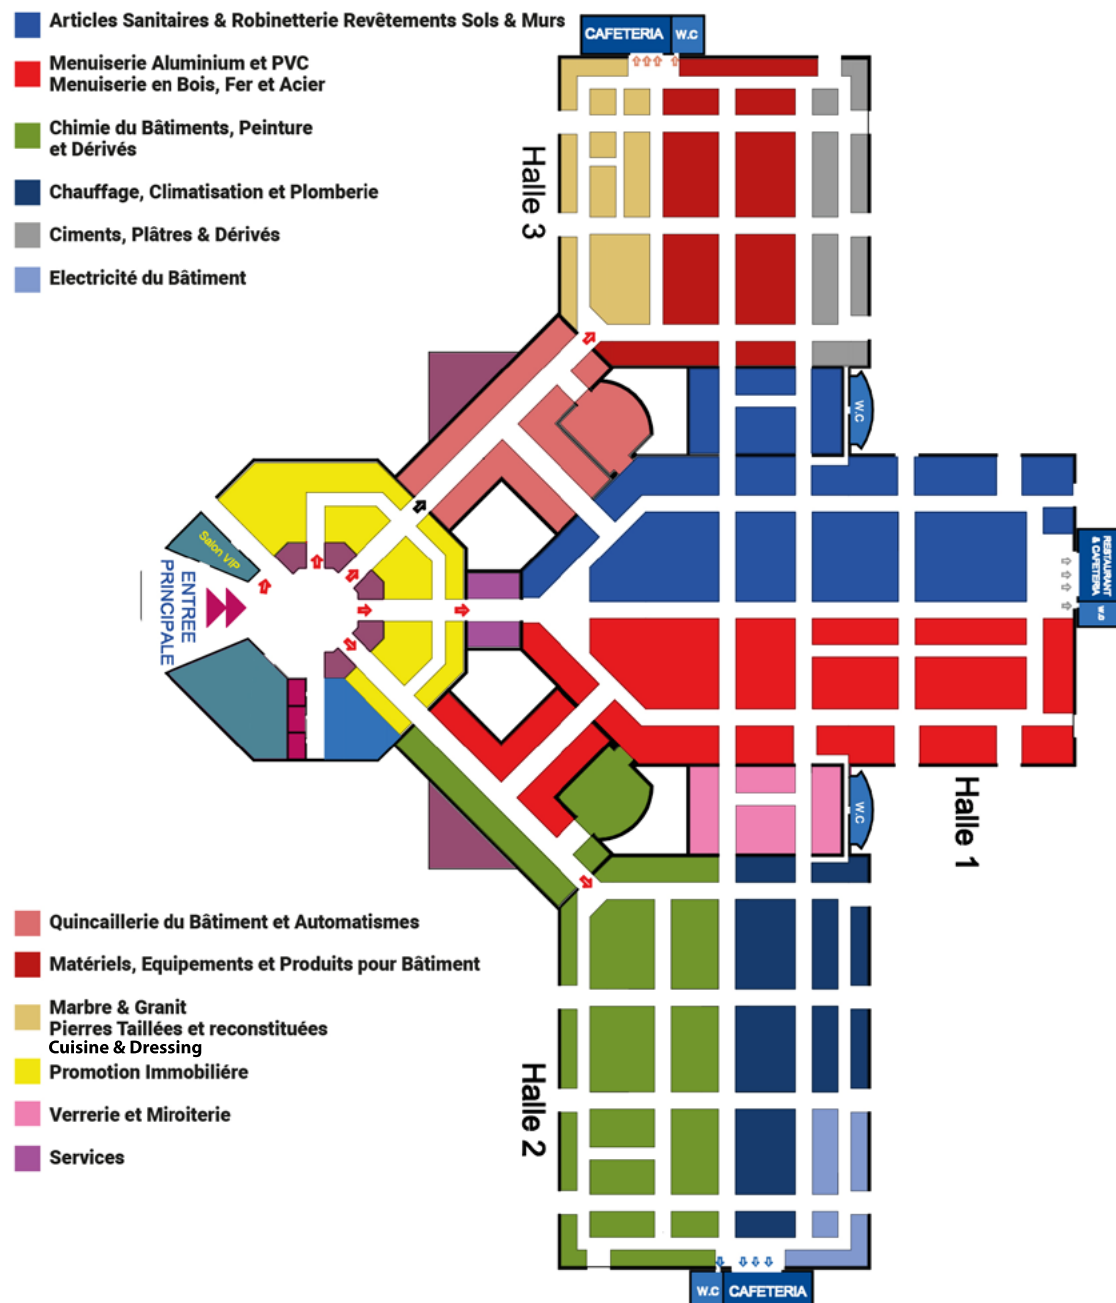 Articles Sanitaires & Robinetterie Revêtements Sols & Murs
Menuiserie Aluminium et PVC
Menuiserie en Bois, Fer et Acier
Chimie du Bâtiments, Peinture
et Dérivés
Chauffage, Climatisation et Plomberie
Ciments, Plâtres & Dérivés
Electricité du Bâtiment
CAFETERIA
W.C
Halle 3
W.C
Salon VIP
ENTREE
PRINCIPALE
RESTAURANT
& CAFETERIA
W.C
W.C
Halle 1
Quincaillerie du Bâtiment et Automatismes
Matériels, Equipements et Produits pour Bâtiment
Marbre & Granit
Pierres Taillées et reconstituées
Cuisine & Dressing
Promotion Immobiliére
Verrerie et Miroiterie
Services
Halle 2
W.C
CAFETERIA